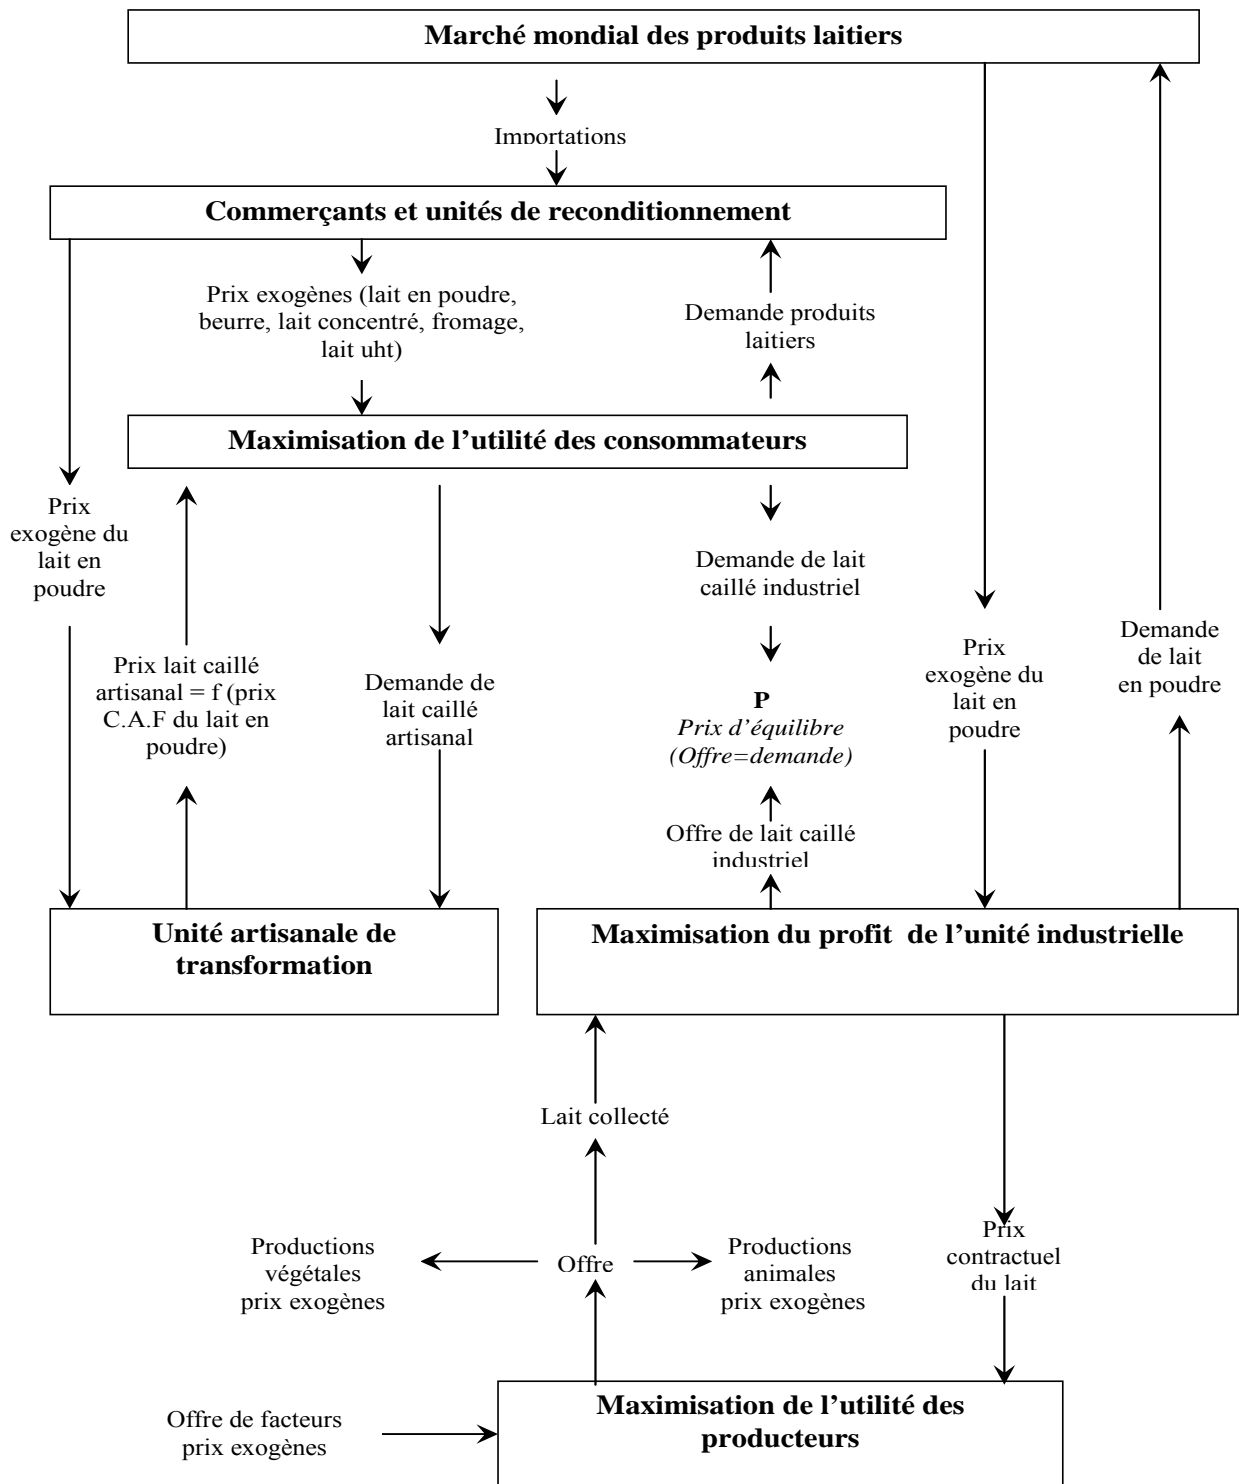 Marché mondial des produits laitiers
Importations
Commerçants et unités de reconditionnement
Prix exogènes (lait en poudre,
beurre, lait concentré, fromage,
lait uht)
Demande produits
laitiers
Maximisation de l’utilité des consommateurs
Prix
exogène du
lait en
poudre
Prix lait caillé
artisanal = f (prix
C.A.F du lait en
poudre)
Demande de
lait caillé
artisanal
Demande de lait
caillé industriel
P
Prix d’équilibre
(Offre=demande)
Offre de lait caillé
industriel
Prix
exogène du
lait en
poudre
Demande
de lait
en poudre
Unité artisanale de
transformation
Maximisation du profit  de l’unité industrielle
Lait collecté
Productions
végétales
prix exogènes
Offre
Productions
animales
prix exogènes
Prix
contractuel
du lait
Offre de facteurs
prix exogènes
Maximisation de l’utilité des
producteurs